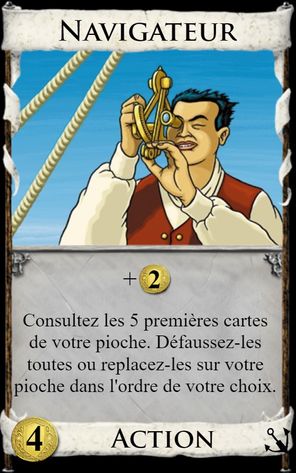 Navigateur
+2
Consultez les 5 premières cartes
de votre pioche. Défaussez-les
toutes ou replacez-les sur votre
pioche dans l'ordre de votre choix.
4 Action